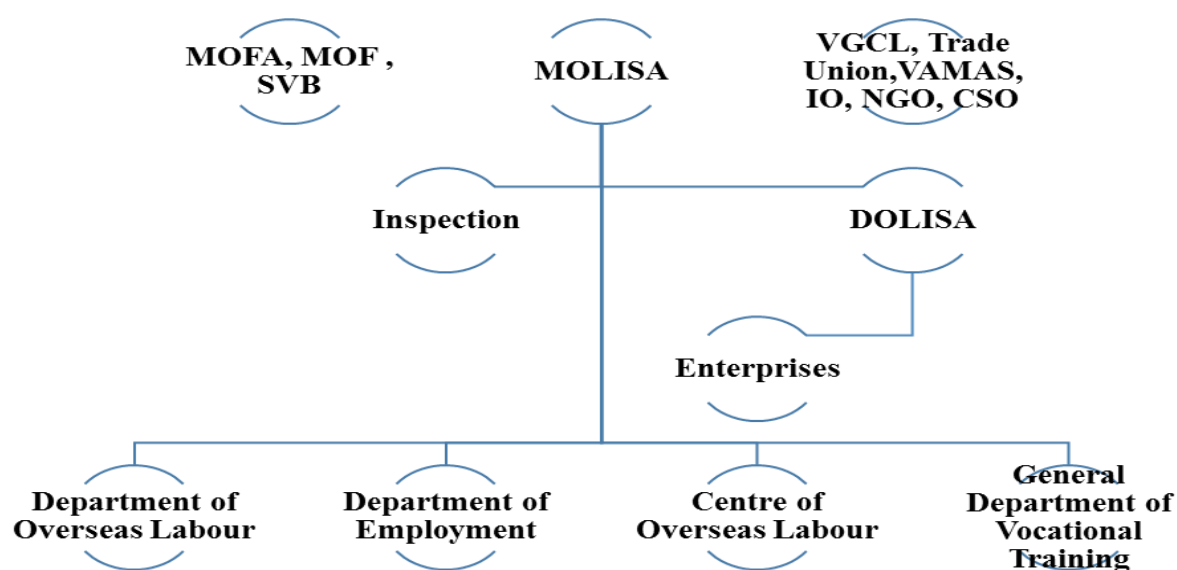 MOFA, MOF ,
SVB
MOLISA
VGCL, Trade
Union,VAMAS,
IO, NGO, CSO
Inspection
DOLISA
Enterprises
Department of
Overseas Labour
Department of
Employment
Centre of
Overseas Labour
General
Department of
Vocational
Training